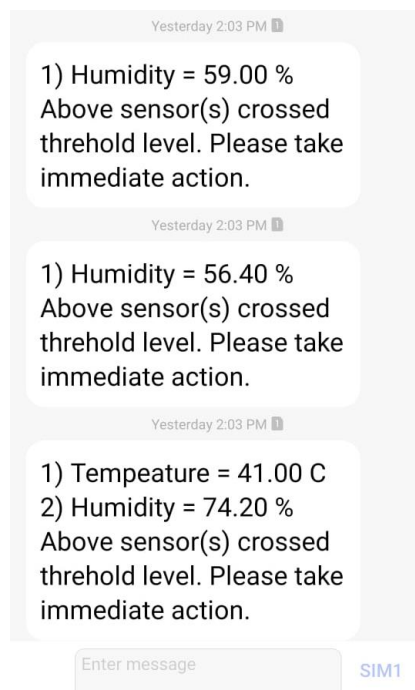 Yesterday 2:03 PM 1
1) Humidity = 59.00 %
Above sensor(s) crossed
threhold level. Please take
immediate action.
Yesterday 2:03 PM 1
1) Humidity = 56.40 %
Above sensor(s) crossed
threhold level. Please take
immediate action.
Yesterday 2:03 PM 1
1) Tempeature = 41.00 C
2) Humidity = 74.20 %
Above sensor(s) crossed
threhold level. Please take
immediate action.
Enter message
SIM1